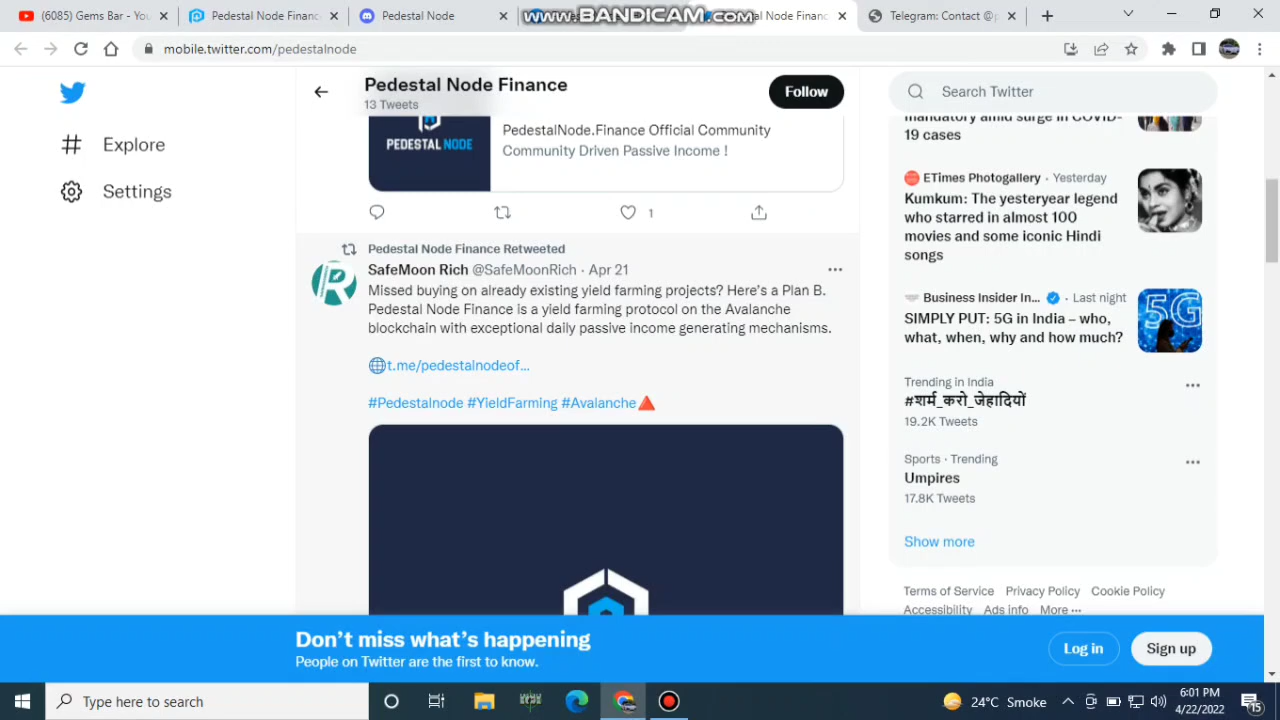 (6085) Gems Bar - You
Pedestal Node Financ
Pedestal Node
www.BANDICAM.com
al Node Financ
Telegram: Contact @p
mobile.twitter.com/pedestalnode
Pedestal Node Finance
13 Tweets
Follow
Search Twitter
Explore
Settings
PEDESTAL NODE
PedestalNode.Finance Official Community
Community Driven Passive Income !
1
Pedestal Node Finance Retweeted
SafeMoon Rich @SafeMoonRich · Apr 21
Missed buying on already existing yield farming projects? Here's a Plan B.
Pedestal Node Finance is a yield farming protocol on the Avalanche
blockchain with exceptional daily passive income generating mechanisms.
t.me/pedestalnodeof...
#Pedestalnode #YieldFarming #Avalanche
mandatory amid surge in COVID-
19 cases
ETimes Photogallery · Yesterday
Kumkum: The yesteryear legend
who starred in almost 100
movies and some iconic Hindi
songs
Business Insider In... · Last night
SIMPLY PUT: 5G in India – who,
what, when, why and how much?
5G
Trending in India
#शर्म_करो_जेहादियों
19.2K Tweets
Sports · Trending
Umpires
17.8K Tweets
Show more
Terms of Service Privacy Policy Cookie Policy
Accessibility Ads info More ···
Don't miss what's happening
People on Twitter are the first to know.
Log in
Sign up
Type here to search
24°C Smoke
6:01 PM
4/22/2022
15